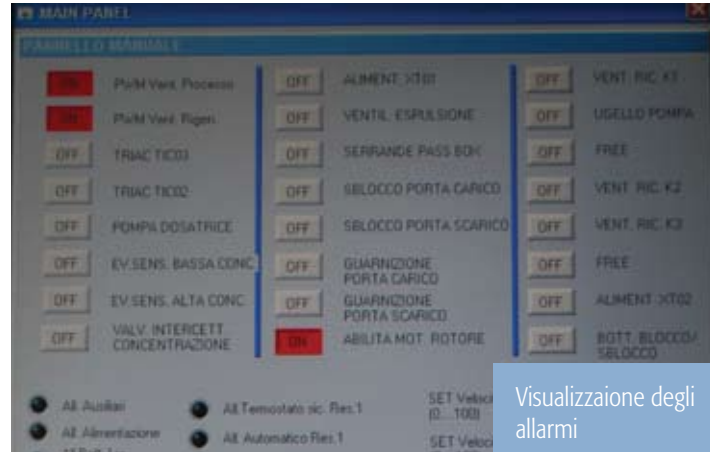 MAIN PANEL
PANNELLO MANUALE
ON PWM Vent. Processo
ON PWM Vent. Rigen.
OFF TRIAC TIC03
OFF TRIAC TIC02
OFF POMPA DOSATRICE
OFF EV.SENS. BASSA CONC.
OFF EV.SENS. ALTA CONC.
OFF VALV. INTERCETT.
CONCENTRAZIONE
OFF ALIMENT. XT01
OFF VENTIL. ESPULSIONE
OFF SERRANDE PASS BOX
OFF SBLOCCO PORTA CARICO
OFF SBLOCCO PORTA SCARICO
OFF GUARNIZIONE
PORTA CARICO
OFF GUARNIZIONE
PORTA SCARICO
ON ABILITA MOT. ROTORE
OFF VENT. RIC. K1
OFF UGELLO POMPA
OFF FREE
OFF VENT. RIC. K2
OFF VENT. RIC. K3
OFF FREE
OFF ALIMENT. XT02
OFF BOTT. BLOCCO/
SBLOCCO
All. Ausiliari
All. Alimentazione
All.Termostato sic. Res.1
All. Automatico Res.1
SET Veloci
(0....100)
SET Veloci
Visualizzaione degli
allarmi